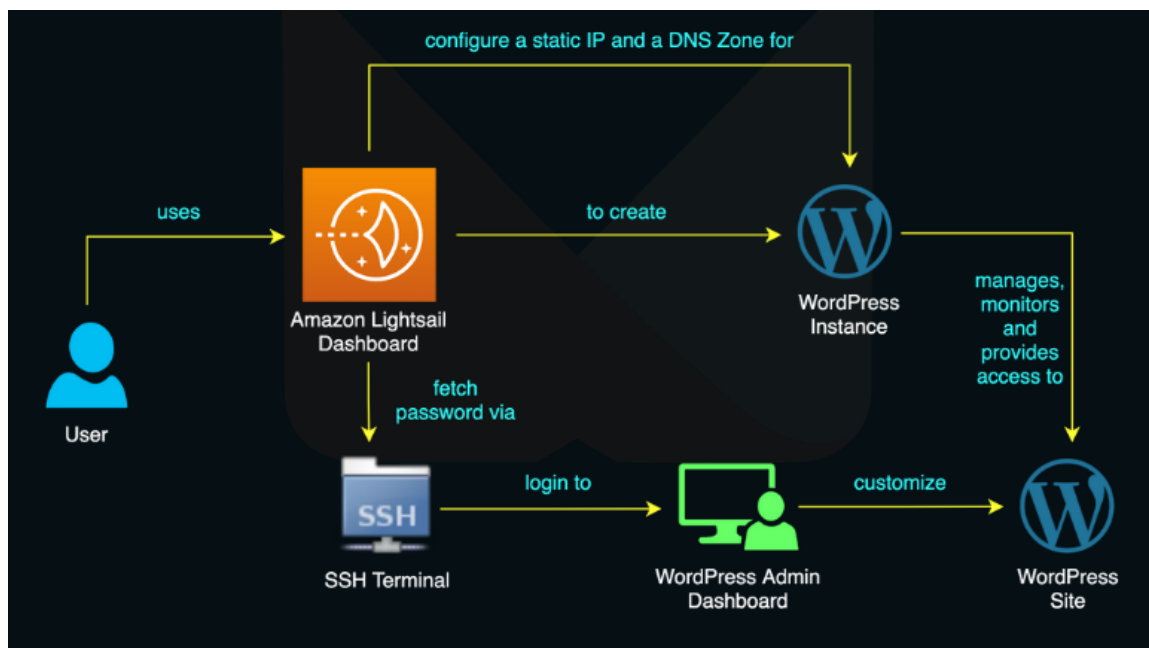 configure a static IP and a DNS Zone for
uses
to create
Amazon Lightsail
Dashboard
WordPress
Instance
manages,
monitors
and
provides
access to
fetch
password via
User
SSH
SSH Terminal
login to
WordPress Admin
Dashboard
customize
WordPress
Site